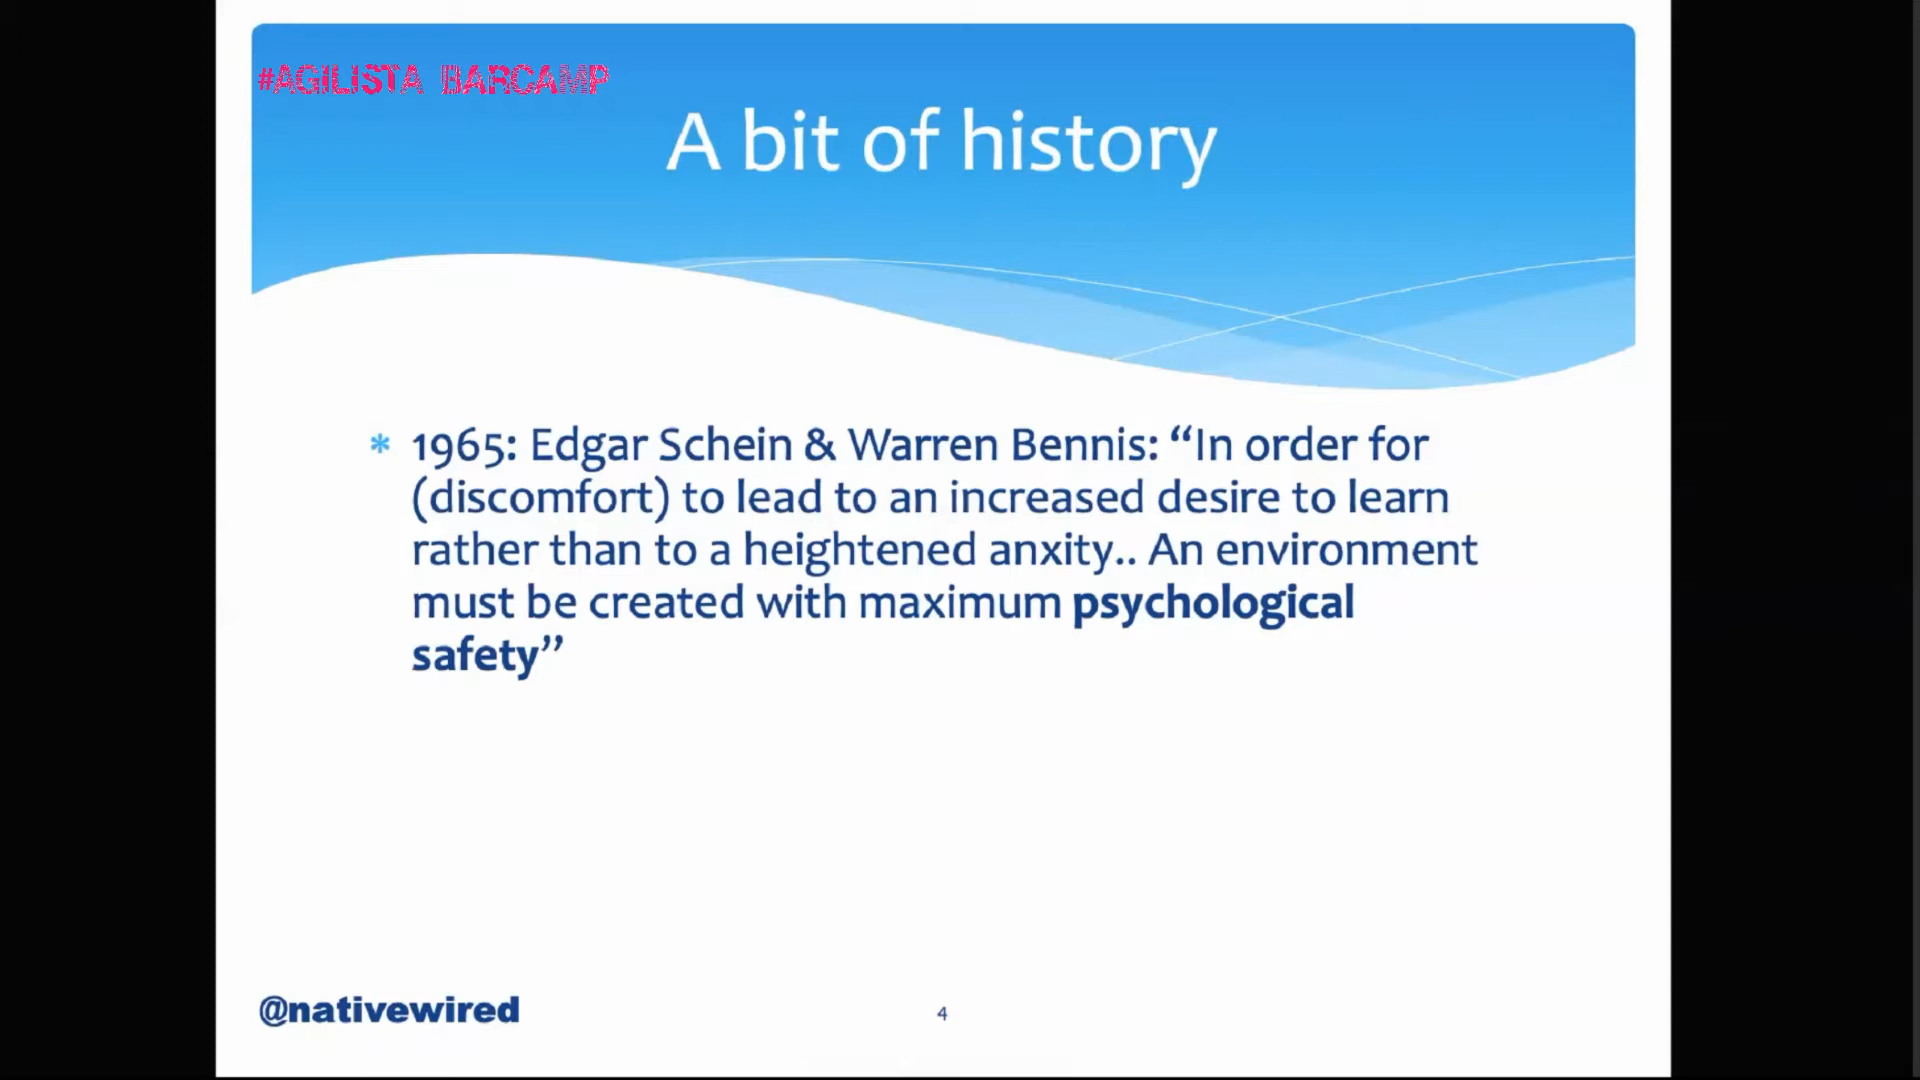 #AGILISTA BARCAMP
A bit of history
* 1965: Edgar Schein & Warren Bennis: “In order for
(discomfort) to lead to an increased desire to learn
rather than to a heightened anxity.. An environment
must be created with maximum psychological
safety”
@nativewired
4